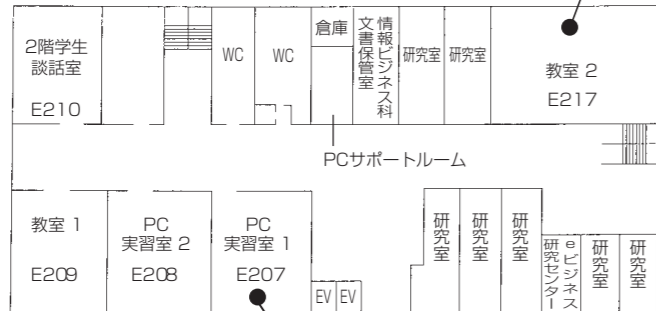 2階学生
談話室
E210
WC
WC
倉庫
情報ビジネス科
文書保管室
研究室
研究室
教室 2
E217
PCサポートルーム
教室 1
E209
PC
実習室 2
E208
PC
実習室 1
E207
EV
EV
研究室
研究室
研究室
eビジネス
研究センター
研究室
研究室